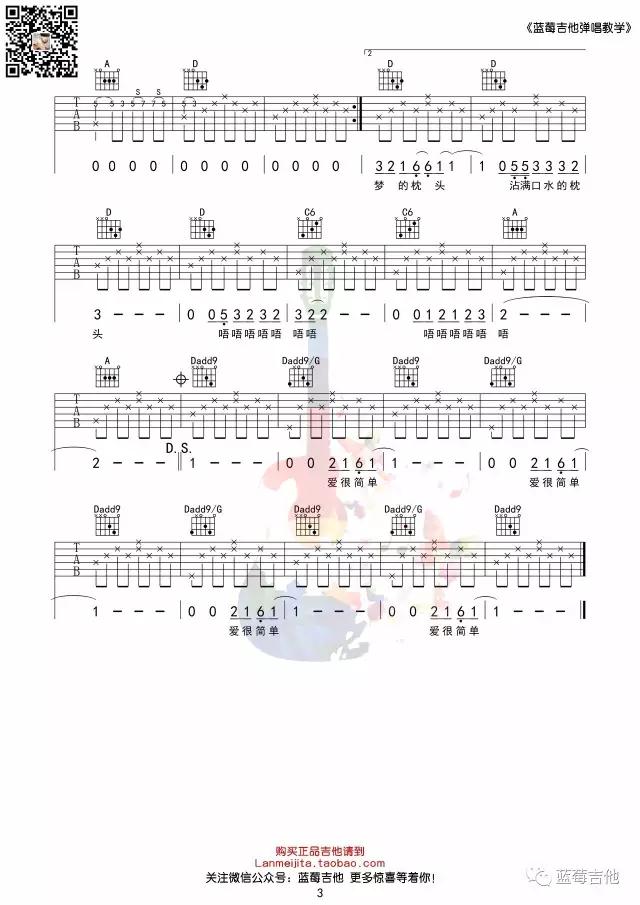 《蓝莓吉他弹唱教学》
2
A D D D
S S
T A B 5 5 3 5 7 7 5 5 3
0 0 0 0 0 0 0 0 0 0 0 0 3 2 1 6 6 1 1 1 0 5 5 3 3 3 2
梦 的 枕 头 沾满口水的枕
D D C6 C6 A
T A B
3 - - - 0 0 5 3 2 3 2 3 2 2 - - 0 0 1 2 1 2 3 2 - - -
头 唔唔唔唔唔 唔唔 唔唔唔唔唔 唔
A Dadd9 Dadd9/G Dadd9 Dadd9/G
T A B
D.S.
2 - - - 1 - - - 0 0 2 1 6 1 1 - - - 0 0 2 1 6 1
爱很简单 爱很简单
Dadd9 Dadd9/G Dadd9 Dadd9/G Dadd9
T A B
1 - - - 0 0 2 1 6 1 1 - - - 0 0 2 1 6 1 1 - - -
爱很简单 爱很简单
购买正品吉他请到
Lanmeijita.taobao.com
关注微信公众号：蓝莓吉他 更多惊喜等着你！
蓝莓吉他
3